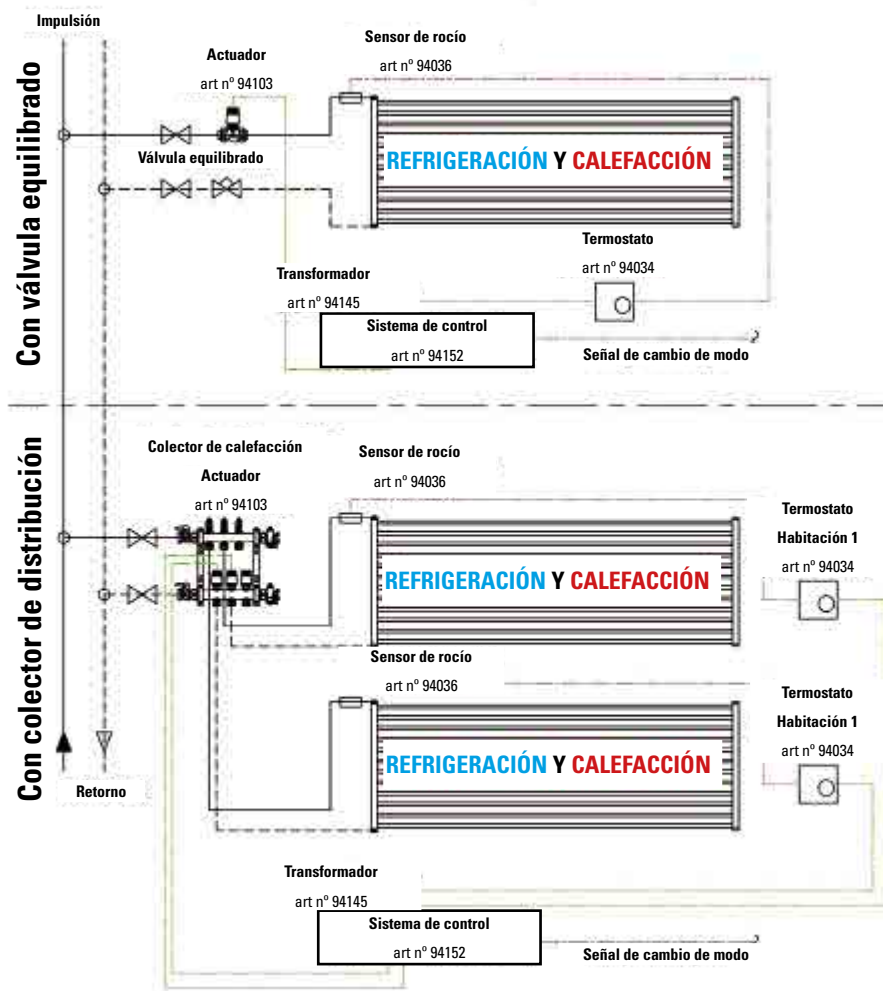 Impulsión
Con válvula equilibrado
Actuador
art nº 94103
Sensor de rocío
art nº 94036
Válvula equilibrado
REFRIGERACIÓN Y CALEFACCIÓN
Termostato
art nº 94034
Transformador
art nº 94145
Sistema de control
art nº 94152
Señal de cambio de modo
Con colector de distribución
Colector de calefacción
Actuador
art nº 94103
Sensor de rocío
art nº 94036
Termostato
Habitación 1
art nº 94034
REFRIGERACIÓN Y CALEFACCIÓN
Sensor de rocío
art nº 94036
Termostato
Habitación 1
art nº 94034
REFRIGERACIÓN Y CALEFACCIÓN
Retorno
Transformador
art nº 94145
Sistema de control
art nº 94152
Señal de cambio de modo